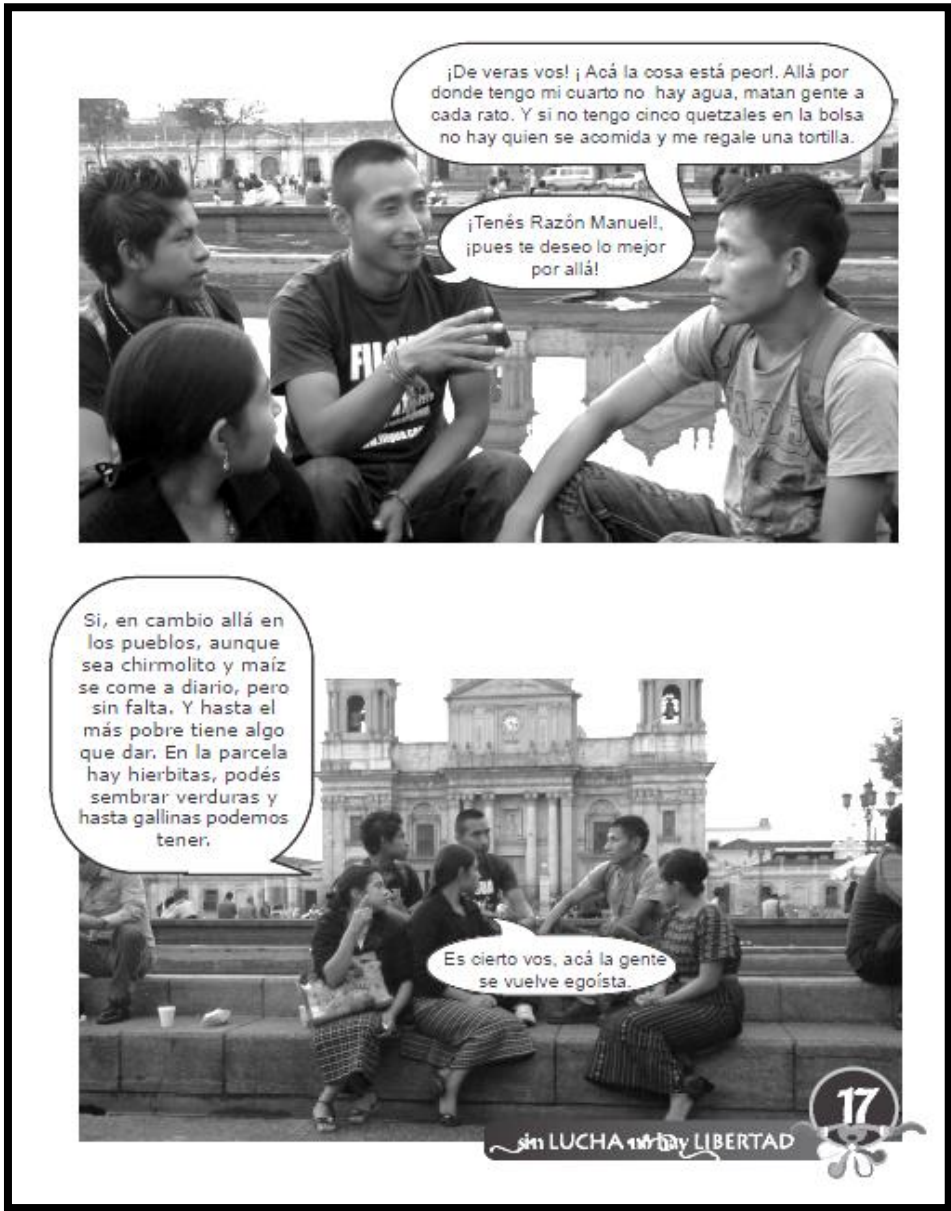 ¡De veras vos! ¡ Acá la cosa está peor!. Allá por
donde tengo mi cuarto no hay agua, matan gente a
cada rato. Y si no tengo cinco quetzales en la bolsa
no hay quien se acomida y me regale una tortilla.
¡Tenés Razón Manuel!,
¡pues te deseo lo mejor
por allá!
Si, en cambio allá en
los pueblos, aunque
sea chirmolito y maíz
se come a diario, pero
sin falta. Y hasta el
más pobre tiene algo
que dar. En la parcela
hay hierbitas, podés
sembrar verduras y
hasta gallinas podemos
tener.
Es cierto vos, acá la gente
se vuelve egoísta.
17
sin LUCHA hay LIBERTAD